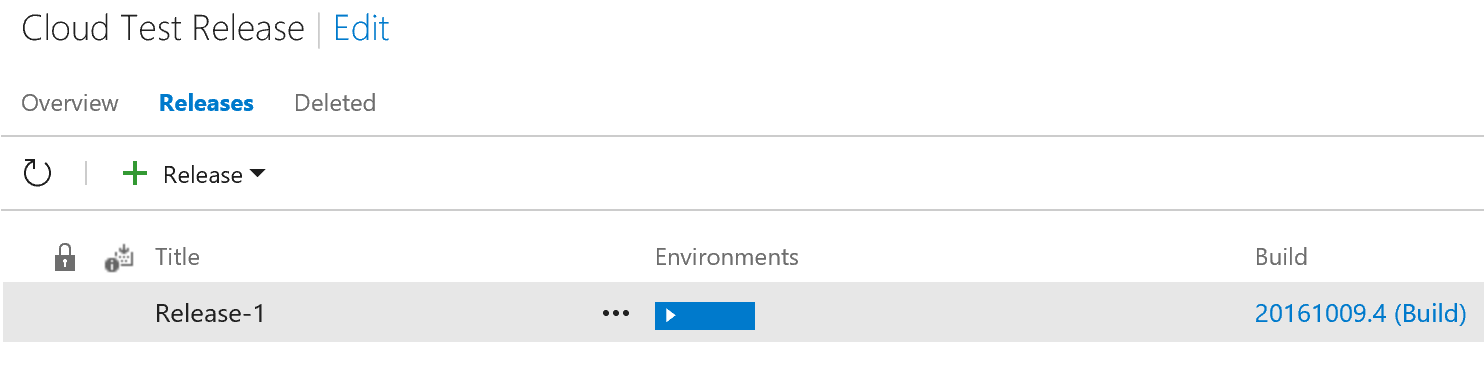 Cloud Test Release | Edit
Overview Releases Deleted
Release
Title Environments Build
Release-1 ••• 20161009.4 (Build)